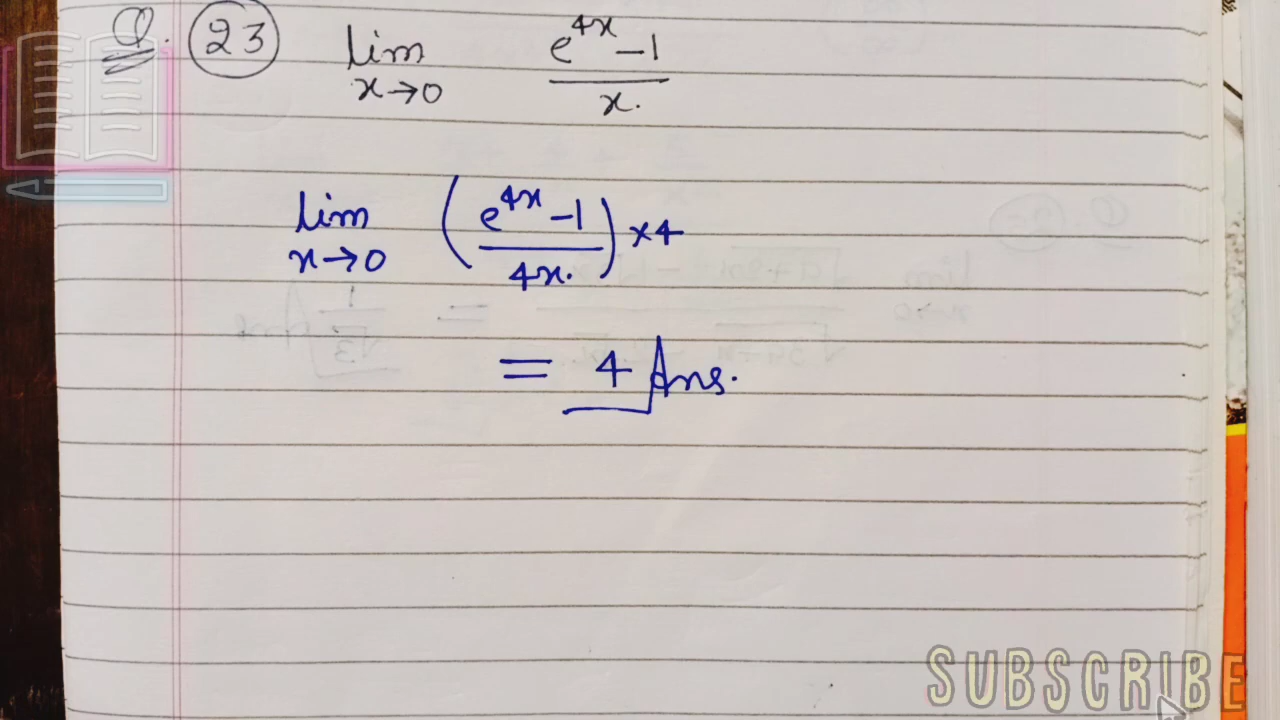 Q. 23 lim x→0 e^4x - 1 / x.
lim x→0 (e^4x - 1 / 4x.) × 4
= 4 Ans.
SUBSCRIBE